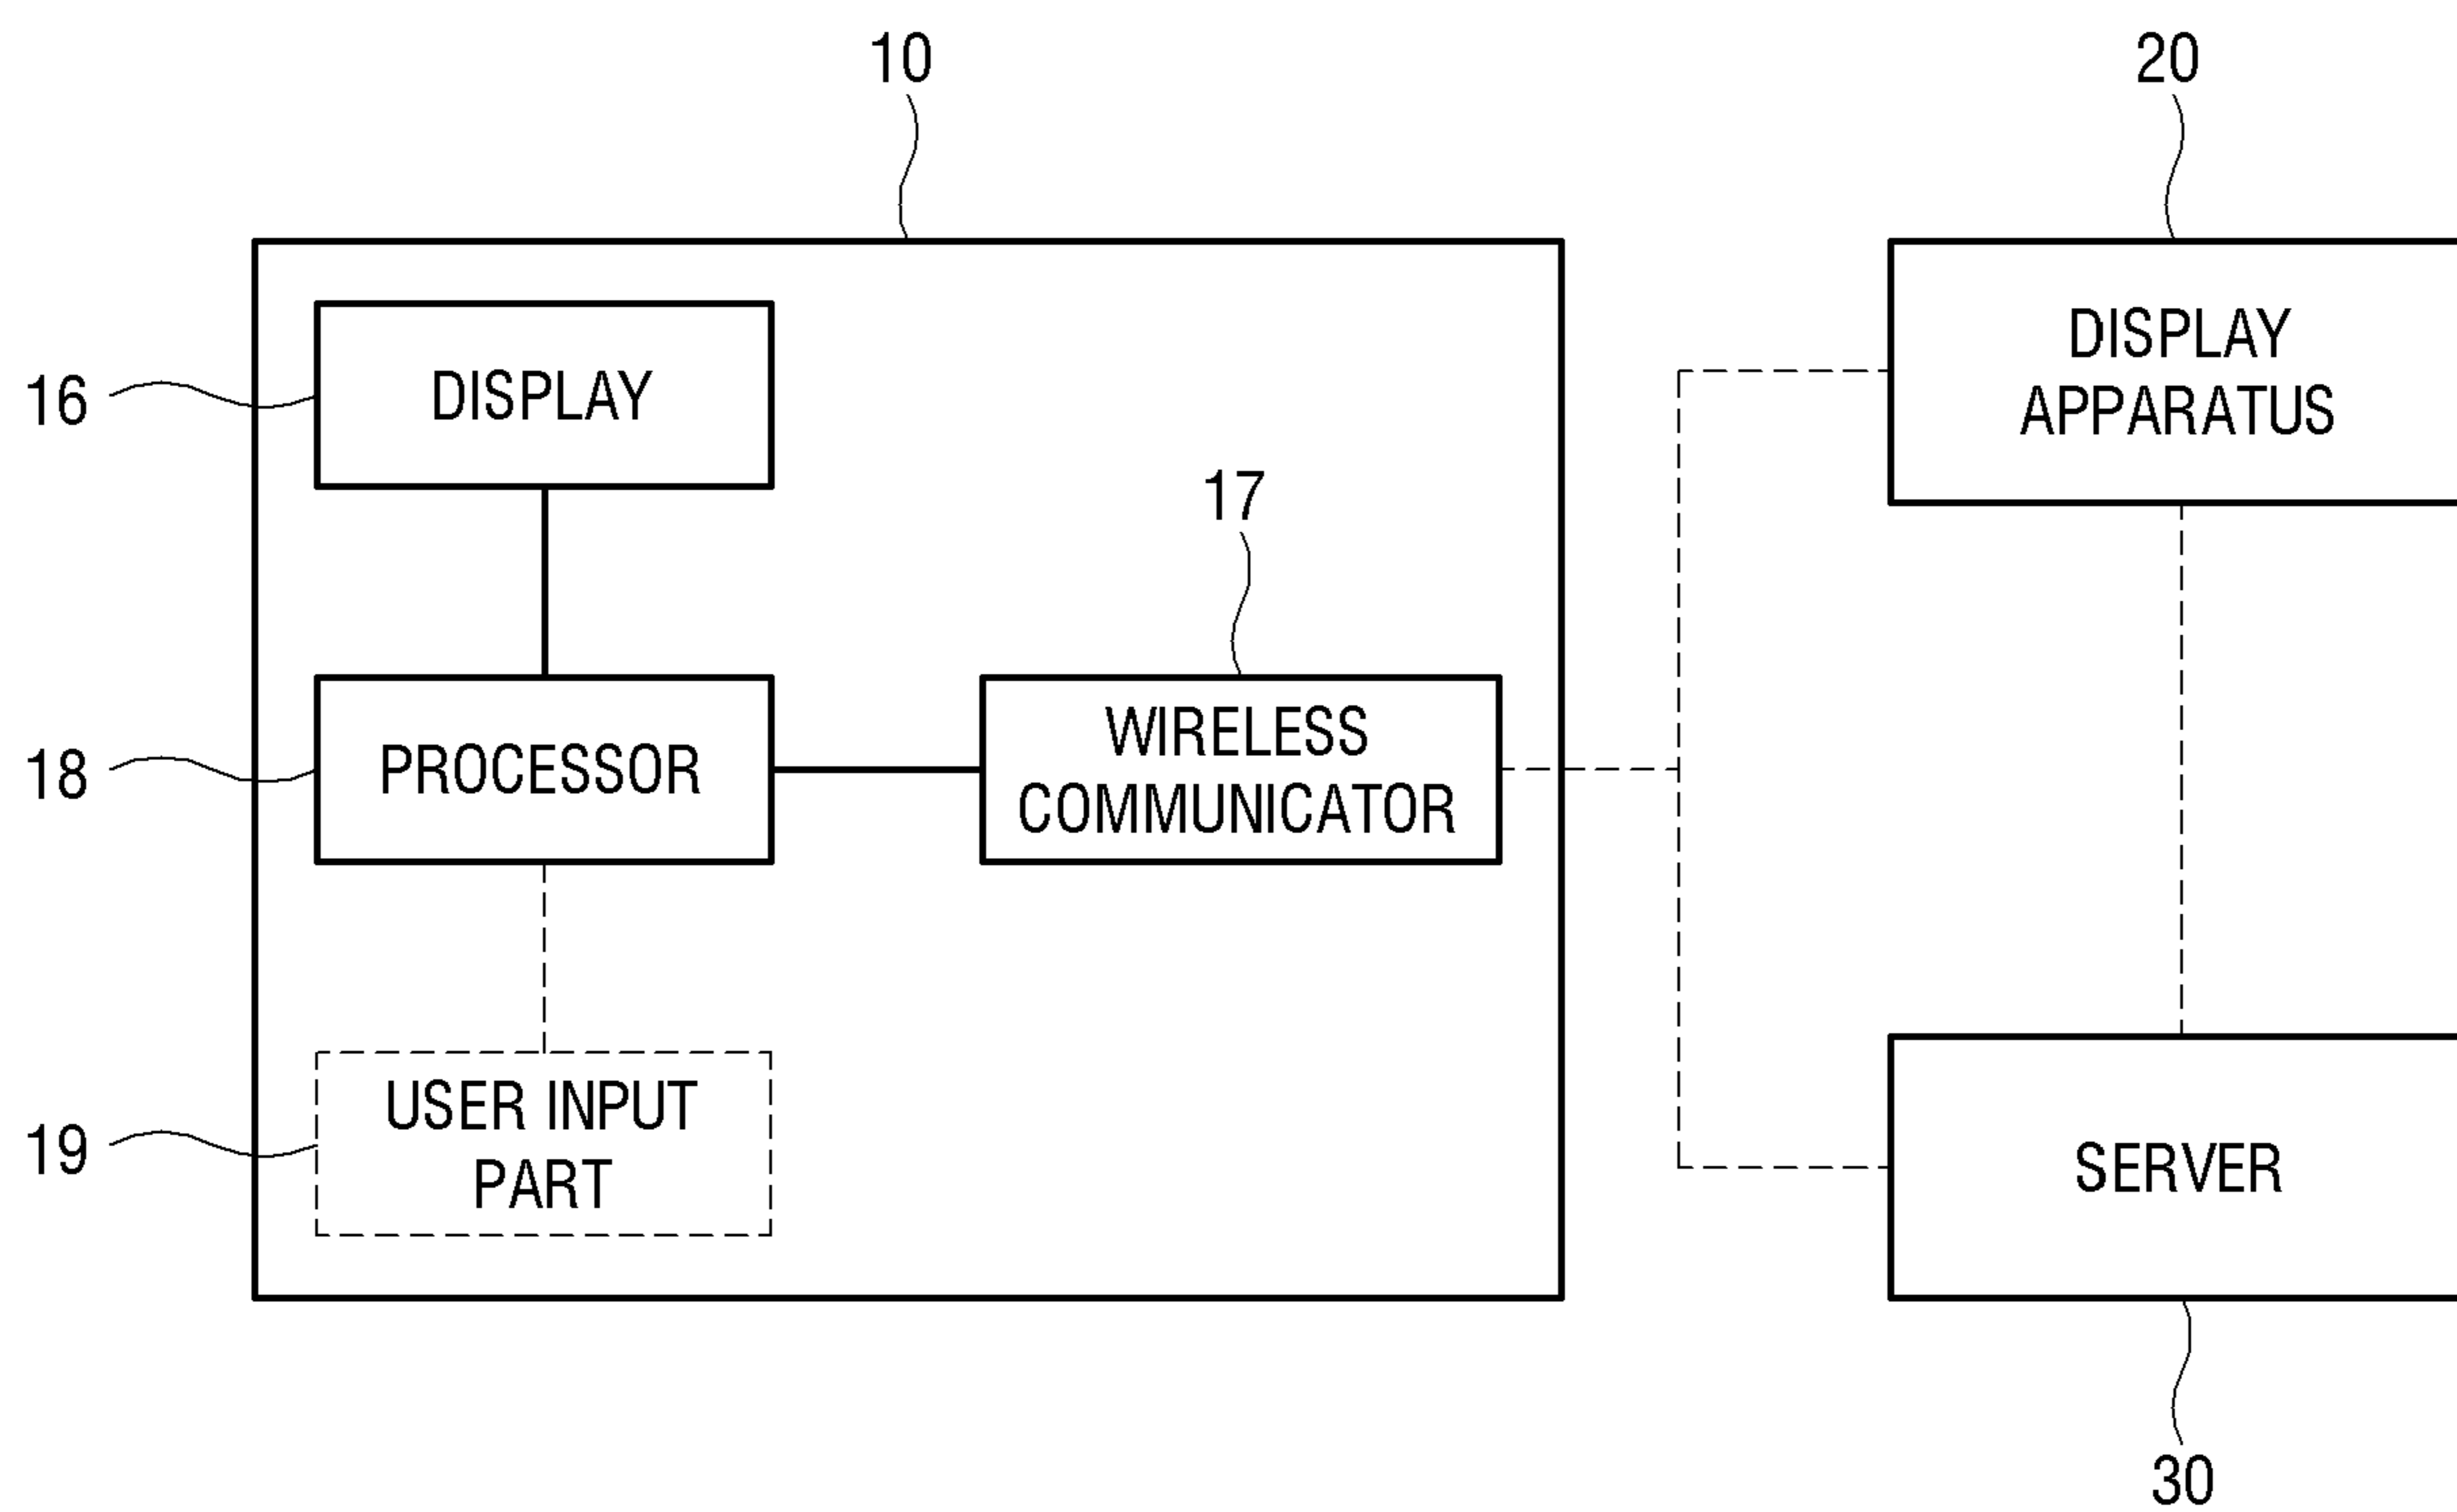 10
20
DISPLAY
16
DISPLAY
APPARATUS
17
PROCESSOR
18
WIRELESS
COMMUNICATOR
USER INPUT
PART
19
SERVER
30